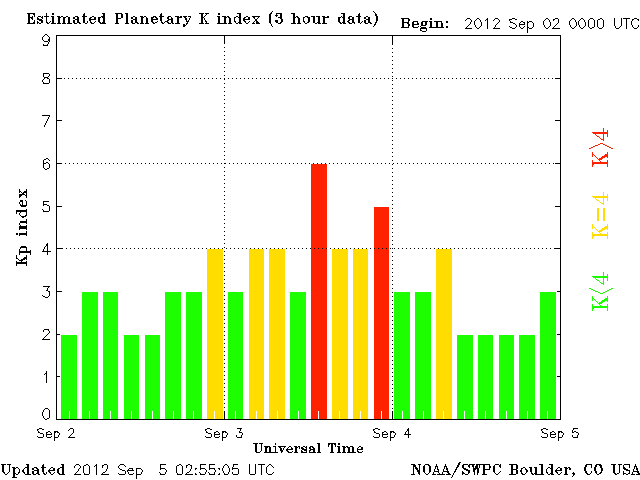 Estimated Planetary K index (3 hour data) Begin: 2012 Sep 02 0000 UTC
9
8
7
6
5
4
3
2
1
0
Kp index
K>4
K=4
K<4
Sep 2 Sep 3 Sep 4 Sep 5
Universal Time
Updated 2012 Sep 5 02:55:05 UTC NOAA/SWPC Boulder, CO USA